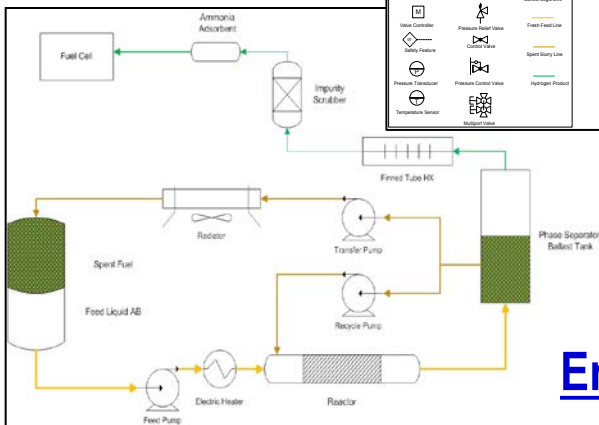 Ammonia
Adsorbent
Fuel Cell
Impurity
Scrubber
Finned Tube HX
Radiator
Transfer Pump
Phase Separator
Ballast Tank
Spent Fuel
Feed Liquid AB
Recycle Pump
Feed Pump
Electric Heater
Reactor
M
Valve Controller
Pressure Relief Valve
Fresh Feed Line
Safety Feature
Control Valve
Spent Slurry Line
P
Pressure Transducer
Pressure Control Valve
Hydrogen Product
T
Temperature Sensor
Multiport Valve